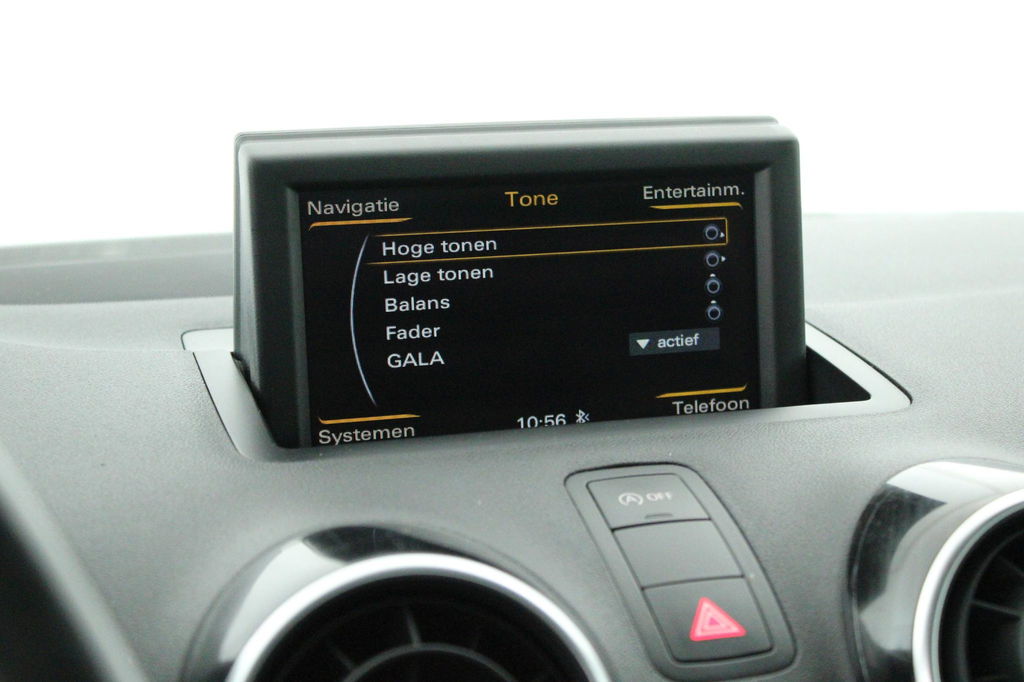 Navigatie Tone Entertainm.
Hoge tonen
Lage tonen
Balans
Fader
GALA ▼ actief
Systemen 10:56 Telefoon
A OFF